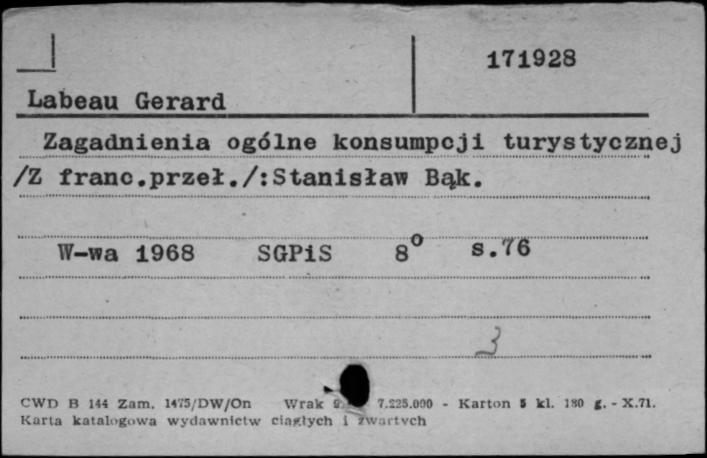 171928
Labeau Gerard
Zagadnienia ogólne konsumpcji turystycznej
/Z franc.przeł./:Stanisław Bąk.
W-wa 1968 SGPiS 8° s.76
3
CWD B 144 Zam. 1475/DW/On Wrak 7.225.000 - Karton 5 kl. 180 g. - X.71.
Karta katalogowa wydawnictw ciągłych i zwartych